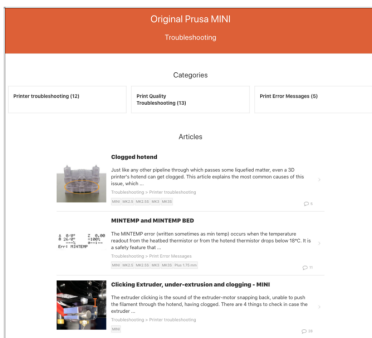 Original Prusa MINI
Troubleshooting
Categories
Printer troubleshooting (12)
Print Quality
Troubleshooting (13)
Print Error Messages (5)
Articles
Clogged hotend
Just like any other pipeline through which passes some liquified matter, even a 3D
printer's hotend can get clogged. This article explains the most common causes of this
issue, which ...
Troubleshooting > Printer troubleshooting
MINTEMP and MINTEMP BED
The MINTEMP error (written sometimes as min temp) occurs when the temperature
readout from the heatbed thermistor or from the hotend thermistor drops below 18°C. It is
a safety feature that ...
Troubleshooting > Print Error Messages
Clicking Extruder, under-extrusion and clogging - MINI
The extruder clicking is the sound of the extruder-motor snapping back, unable to push
the filament through the hotend, having clogged. There are 4 things to check in case the
extruder ...
Troubleshooting > Printer troubleshooting
MINI